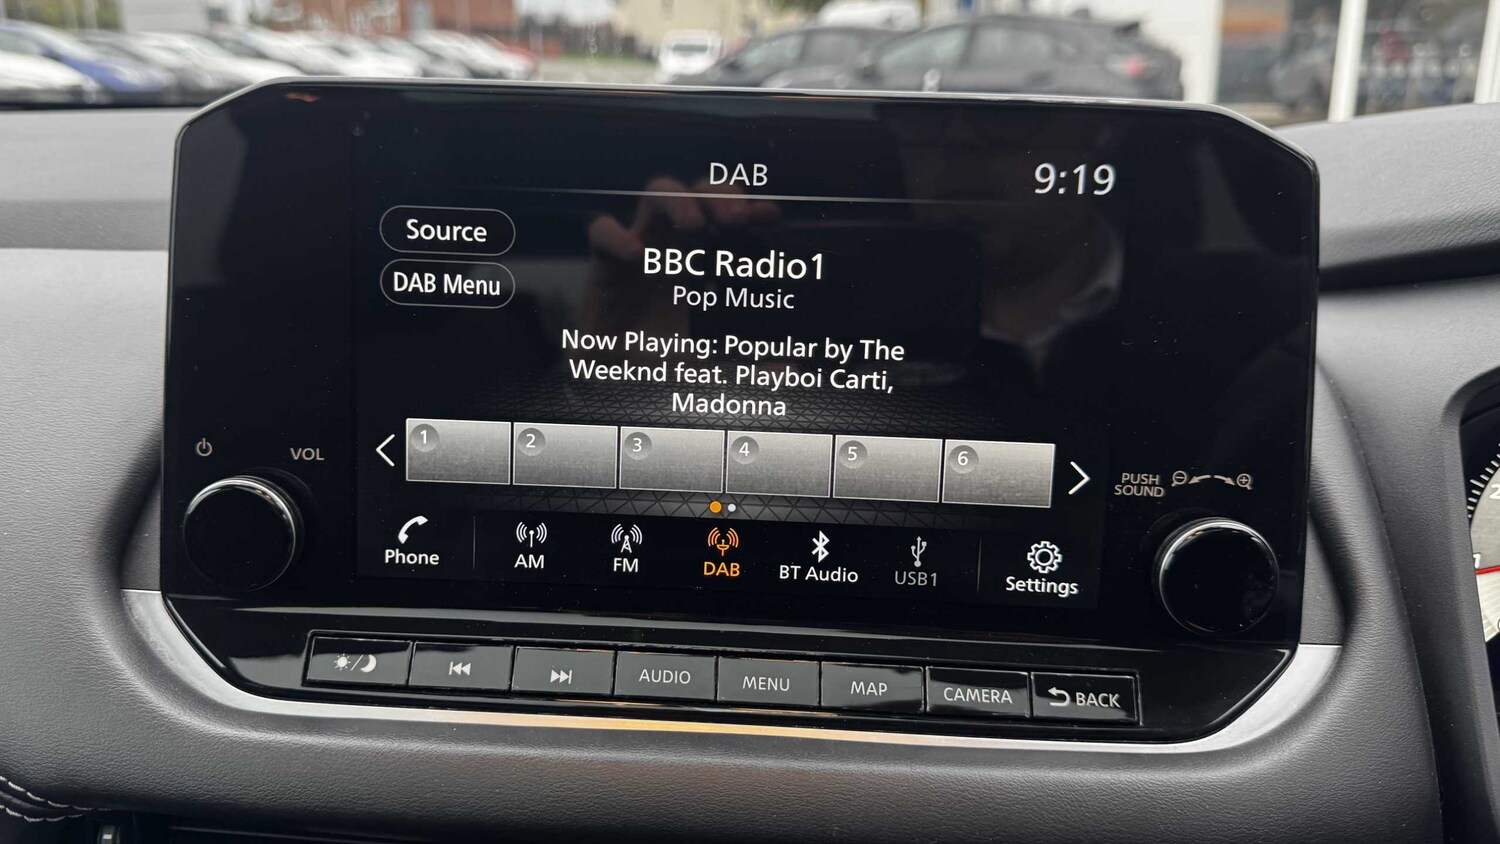 DAB
9:19
Source
DAB Menu
BBC Radio1
Pop Music
Now Playing: Popular by The
Weeknd feat. Playboi Carti,
Madonna
1 2 3 4 5 6
VOL
PUSH
SOUND
Phone AM FM DAB BT Audio USB1 Settings
AUDIO MENU MAP CAMERA BACK